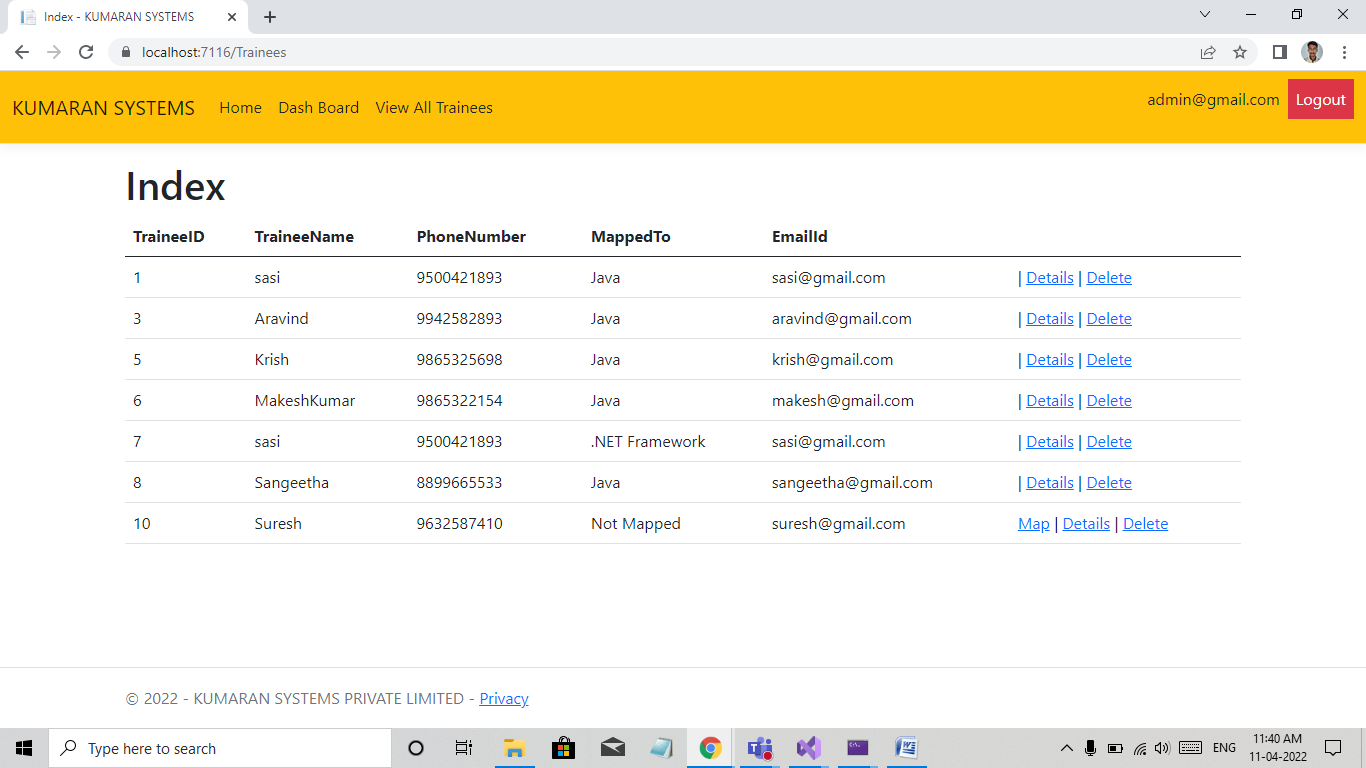 Index - KUMARAN SYSTEMS
localhost:7116/Trainees
KUMARAN SYSTEMS Home Dash Board View All Trainees admin@gmail.com Logout
Index
TraineeID TraineeName PhoneNumber MappedTo EmailId
1 sasi 9500421893 Java sasi@gmail.com | Details | Delete
3 Aravind 9942582893 Java aravind@gmail.com | Details | Delete
5 Krish 9865325698 Java krish@gmail.com | Details | Delete
6 MakeshKumar 9865322154 Java makesh@gmail.com | Details | Delete
7 sasi 9500421893 .NET Framework sasi@gmail.com | Details | Delete
8 Sangeetha 8899665533 Java sangeetha@gmail.com | Details | Delete
10 Suresh 9632587410 Not Mapped suresh@gmail.com Map | Details | Delete
© 2022 - KUMARAN SYSTEMS PRIVATE LIMITED - Privacy
Type here to search
ENG
11:40 AM
11-04-2022